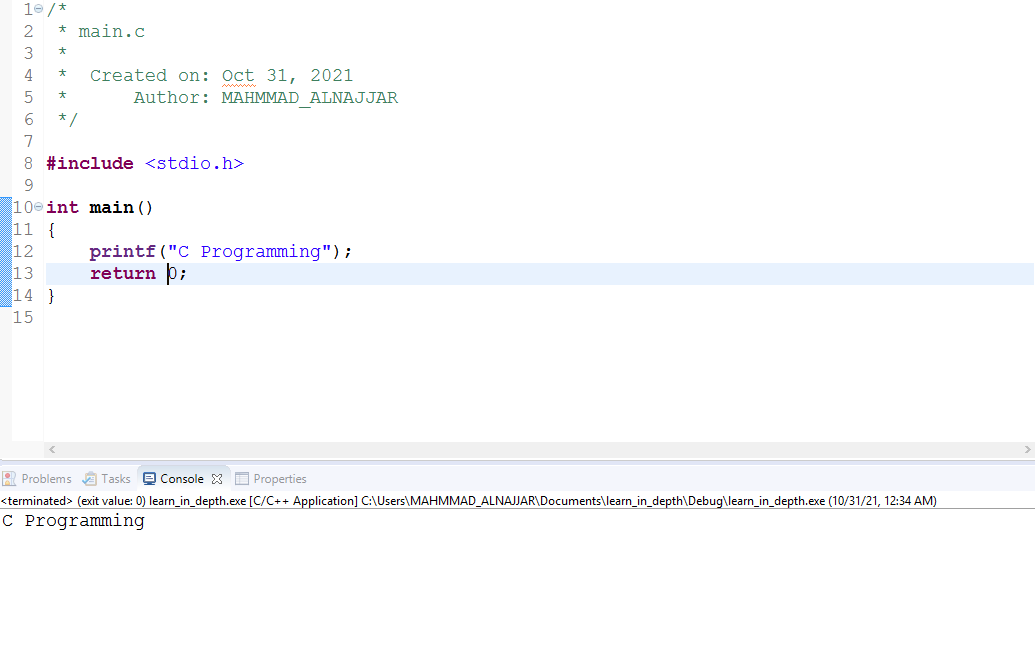 1 /*
2  * main.c
3  *
4  *  Created on: Oct 31, 2021
5  *      Author: MAHMMAD_ALNAJJAR
6  */
7
8 #include <stdio.h>
9
10 int main()
11 {
12     printf("C Programming");
13     return 0;
14 }
15
Problems Tasks Console Properties
<terminated> (exit value: 0) learn_in_depth.exe [C/C++ Application] C:\Users\MAHMMAD_ALNAJJAR\Documents\learn_in_depth\Debug\learn_in_depth.exe (10/31/21, 12:34 AM)
C Programming